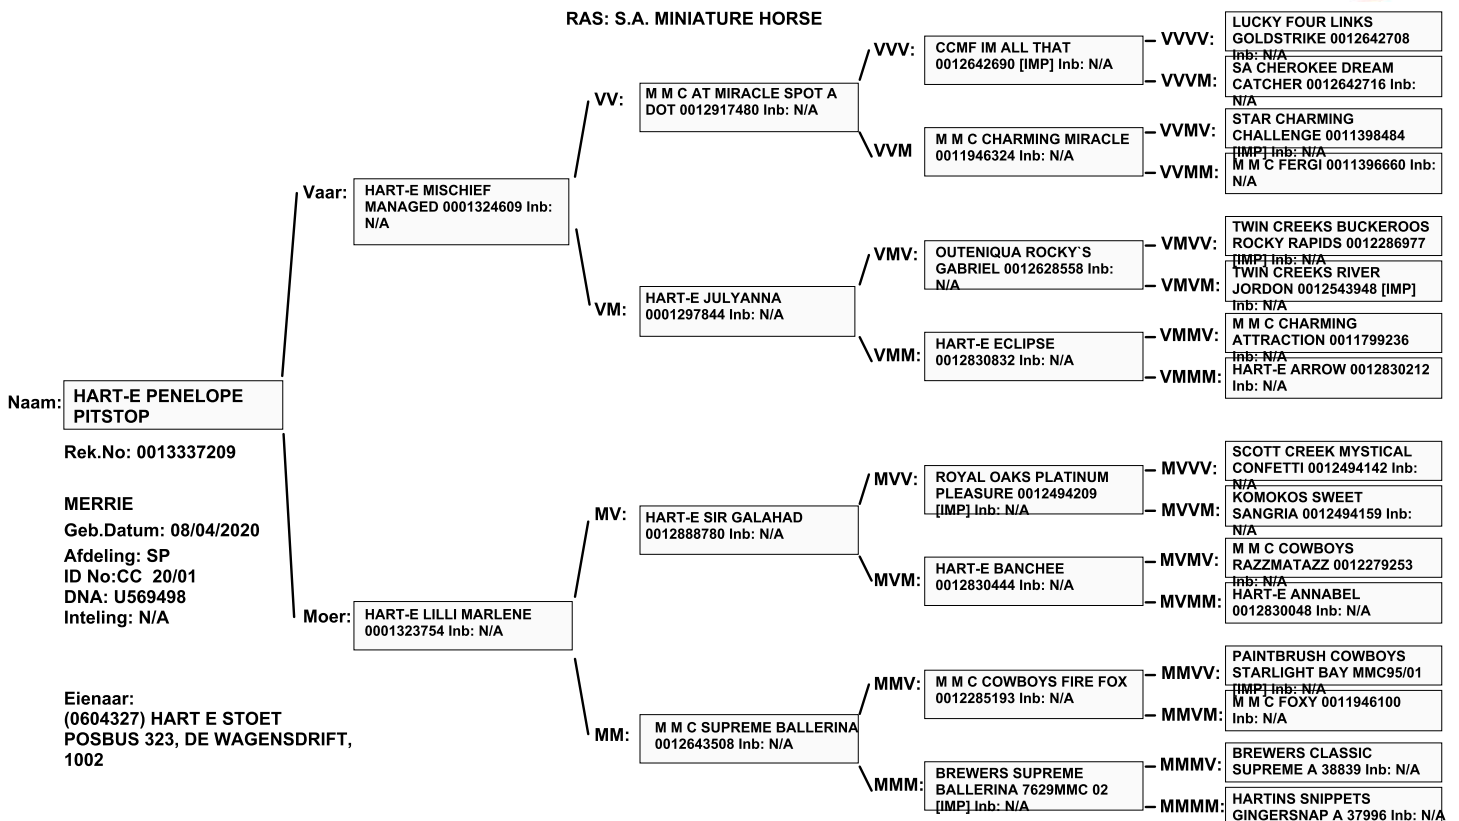 RAS: S.A. MINIATURE HORSE
Naam:
HART-E PENELOPE
PITSTOP
Rek.No: 0013337209
MERRIE
Geb.Datum: 08/04/2020
Afdeling: SP
ID No:CC  20/01
DNA: U569498
Inteling: N/A
Eienaar:
(0604327) HART E STOET
POSBUS 323, DE WAGENSDRIFT,
1002
Vaar:
HART-E MISCHIEF
MANAGED 0001324609 Inb:
N/A
Moer:
HART-E LILLI MARLENE
0001323754 Inb: N/A
VV:
M M C AT MIRACLE SPOT A
DOT 0012917480 Inb: N/A
VM:
HART-E JULYANNA
0001297844 Inb: N/A
MV:
HART-E SIR GALAHAD
0012888780 Inb: N/A
MM:
M M C SUPREME BALLERINA
0012643508 Inb: N/A
VVV:
CCMF IM ALL THAT
0012642690 [IMP] Inb: N/A
VVM
M M C CHARMING MIRACLE
0011946324 Inb: N/A
VMV:
OUTENIQUA ROCKY`S
GABRIEL 0012628558 Inb:
N/A
VMM:
HART-E ECLIPSE
0012830832 Inb: N/A
MVV:
ROYAL OAKS PLATINUM
PLEASURE 0012494209
[IMP] Inb: N/A
MVM:
HART-E BANCHEE
0012830444 Inb: N/A
MMV:
M M C COWBOYS FIRE FOX
0012285193 Inb: N/A
MMM:
BREWERS SUPREME
BALLERINA 7629MMC 02
[IMP] Inb: N/A
VVVV:
LUCKY FOUR LINKS
GOLDSTRIKE 0012642708
Inb: N/A
VVVM:
SA CHEROKEE DREAM
CATCHER 0012642716 Inb:
N/A
VVMV:
STAR CHARMING
CHALLENGE 0011398484
[IMP] Inb: N/A
VVMM:
M M C FERGI 0011396660 Inb:
N/A
VMVV:
TWIN CREEKS BUCKEROOS
ROCKY RAPIDS 0012286977
[IMP] Inb: N/A
VMVM:
TWIN CREEKS RIVER
JORDON 0012543948 [IMP]
Inb: N/A
VMMV:
M M C CHARMING
ATTRACTION 0011799236
Inb: N/A
VMMM:
HART-E ARROW 0012830212
Inb: N/A
MVVV:
SCOTT CREEK MYSTICAL
CONFETTI 0012494142 Inb:
N/A
MVVM:
KOMOKOS SWEET
SANGRIA 0012494159 Inb:
N/A
MVMV:
M M C COWBOYS
RAZZMATAZZ 0012279253
Inb: N/A
MVMM:
HART-E ANNABEL
0012830048 Inb: N/A
MMVV:
PAINTBRUSH COWBOYS
STARLIGHT BAY MMC95/01
[IMP] Inb: N/A
MMVM:
M M C FOXY 0011946100
Inb: N/A
MMMV:
BREWERS CLASSIC
SUPREME A 38839 Inb: N/A
MMMM:
HARTINS SNIPPETS
GINGERSNAP A 37996 Inb: N/A